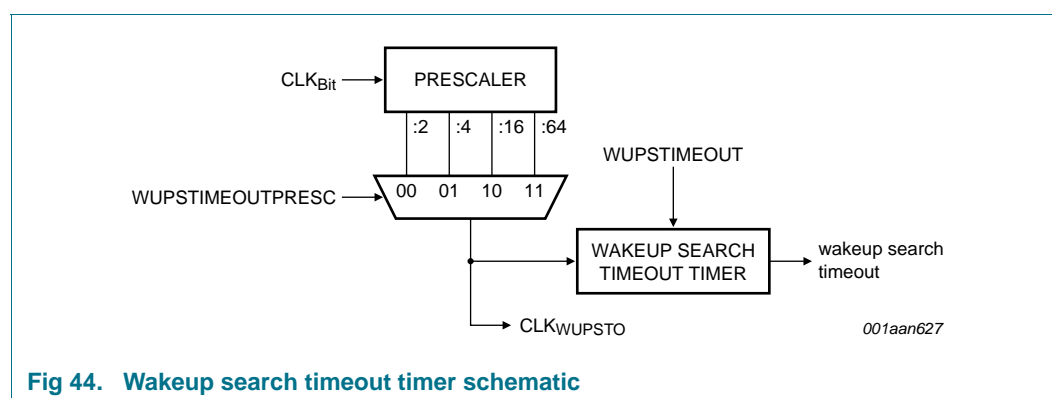 CLKBit
PRESCALER
:2 :4 :16 :64
WUPSTIMEOUT
WUPSTIMEOUTPRESC
00 01 10 11
WAKEUP SEARCH
TIMEOUT TIMER
wakeup search
timeout
CLKWUPSTO
001aan627
Fig 44. Wakeup search timeout timer schematic